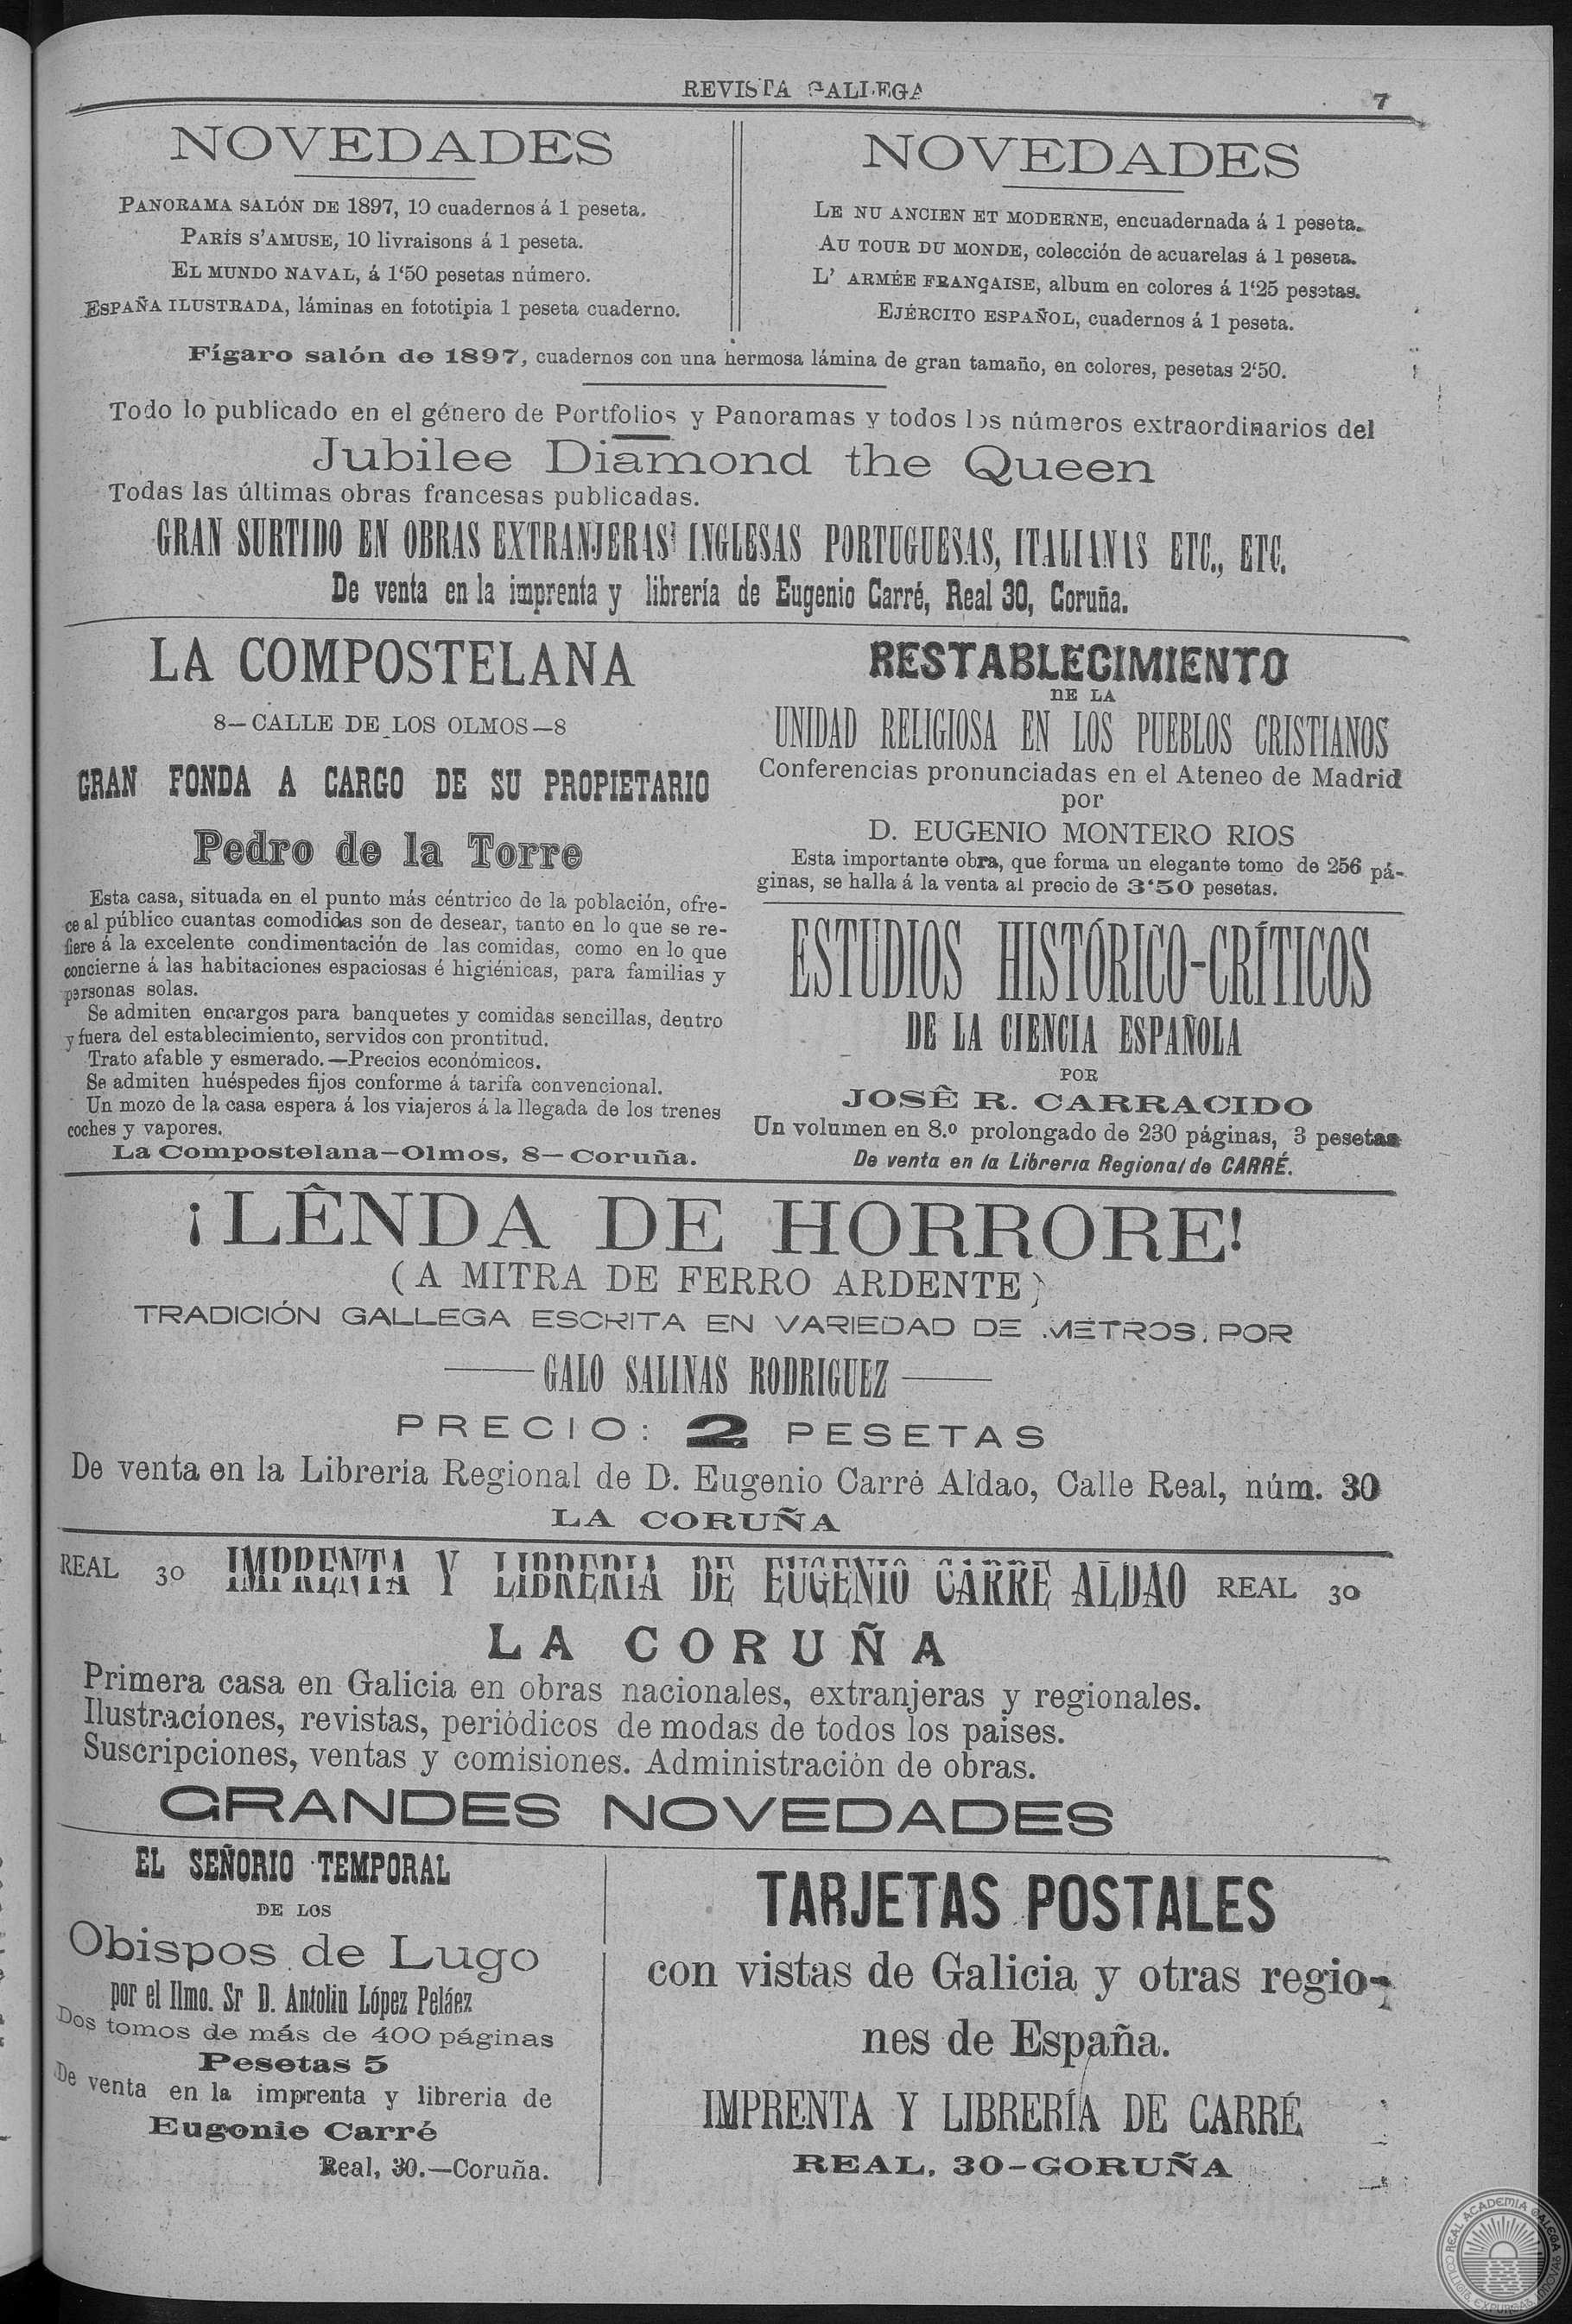 REVISTA GALLEGA
7
NOVEDADES
PANORAMA SALÓN DE 1897, 10 cuadernos á 1 peseta.
PARÍS S'AMUSE, 10 livraisons á 1 peseta.
EL MUNDO NAVAL, á 1'50 pesetas número.
ESPAÑA ILUSTRADA, láminas en fototipia 1 peseta cuaderno.
NOVEDADES
LE NU ANCIEN ET MODERNE, encuadernada á 1 peseta.
AU TOUR DU MONDE, colección de acuarelas á 1 peseta.
L' ARMÉE FRANÇAISE, album en colores á 1'25 pesetas.
EJÉRCITO ESPAÑOL, cuadernos á 1 peseta.
Fígaro salón de 1897, cuadernos con una hermosa lámina de gran tamaño, en colores, pesetas 2'50.
Todo lo publicado en el género de Portfolios y Panoramas y todos los números extraordinarios del
Jubilee Diamond the Queen
Todas las últimas obras francesas publicadas.
GRAN SURTIDO EN OBRAS EXTRANJERAS INGLESAS PORTUGUESAS, ITALIANAS ETC., ETC.
De venta en la imprenta y librería de Eugenio Carré, Real 30, Coruña.
LA COMPOSTELANA
8—CALLE DE LOS OLMOS—8
GRAN FONDA A CARGO DE SU PROPIETARIO
Pedro de la Torre
Esta casa, situada en el punto más céntrico de la población, ofre-
ce al público cuantas comodidas son de desear, tanto en lo que se re-
fiere á la excelente condimentación de las comidas, como en lo que
concierne á las habitaciones espaciosas é higiénicas, para familias y
personas solas.
Se admiten encargos para banquetes y comidas sencillas, dentro
y fuera del establecimiento, servidos con prontitud.
Trato afable y esmerado.—Precios económicos.
Se admiten huéspedes fijos conforme á tarifa convencional.
Un mozo de la casa espera á los viajeros á la llegada de los trenes
coches y vapores.
La Compostelana—Olmos, 8—Coruña.
RESTABLECIMIENTO
DE LA
UNIDAD RELIGIOSA EN LOS PUEBLOS CRISTIANOS
Conferencias pronunciadas en el Ateneo de Madrid
por
D. EUGENIO MONTERO RIOS
Esta importante obra, que forma un elegante tomo de 256 pá-
ginas, se halla á la venta al precio de 3'50 pesetas.
ESTUDIOS HISTÓRICO-CRÍTICOS
DE LA CIENCIA ESPAÑOLA
POR
JOSÊ R. CARRACIDO
Un volumen en 8.º prolongado de 230 páginas, 3 pesetas
De venta en la Librería Regional de CARRÉ.
¡LÊNDA DE HORRORE!
(A MITRA DE FERRO ARDENTE)
TRADICIÓN GALLEGA ESCRITA EN VARIEDAD DE METROS, POR
GALO SALINAS RODRIGUEZ
PRECIO: 2 PESETAS
De venta en la Librería Regional de D. Eugenio Carré Aldao, Calle Real, núm. 30
LA CORUÑA
REAL 30 IMPRENTA Y LIBRERIA DE EUGENIO CARRE ALDAO REAL 30
LA CORUÑA
Primera casa en Galicia en obras nacionales, extranjeras y regionales.
Ilustraciones, revistas, periódicos de modas de todos los paises.
Suscripciones, ventas y comisiones. Administración de obras.
GRANDES NOVEDADES
EL SEÑORIO TEMPORAL
DE LOS
Obispos de Lugo
por el Ilmo. Sr D. Antolin López Peláez
Dos tomos de más de 400 páginas
Pesetas 5
De venta en la imprenta y libreria de
Eugenio Carré
Real, 30.—Coruña.
TARJETAS POSTALES
con vistas de Galicia y otras regio-
nes de España.
IMPRENTA Y LIBRERÍA DE CARRÉ
REAL, 30-CORUÑA
REAL ACADEMIA GALEGA
COLLIGIT EXPURGAT INNOVAT